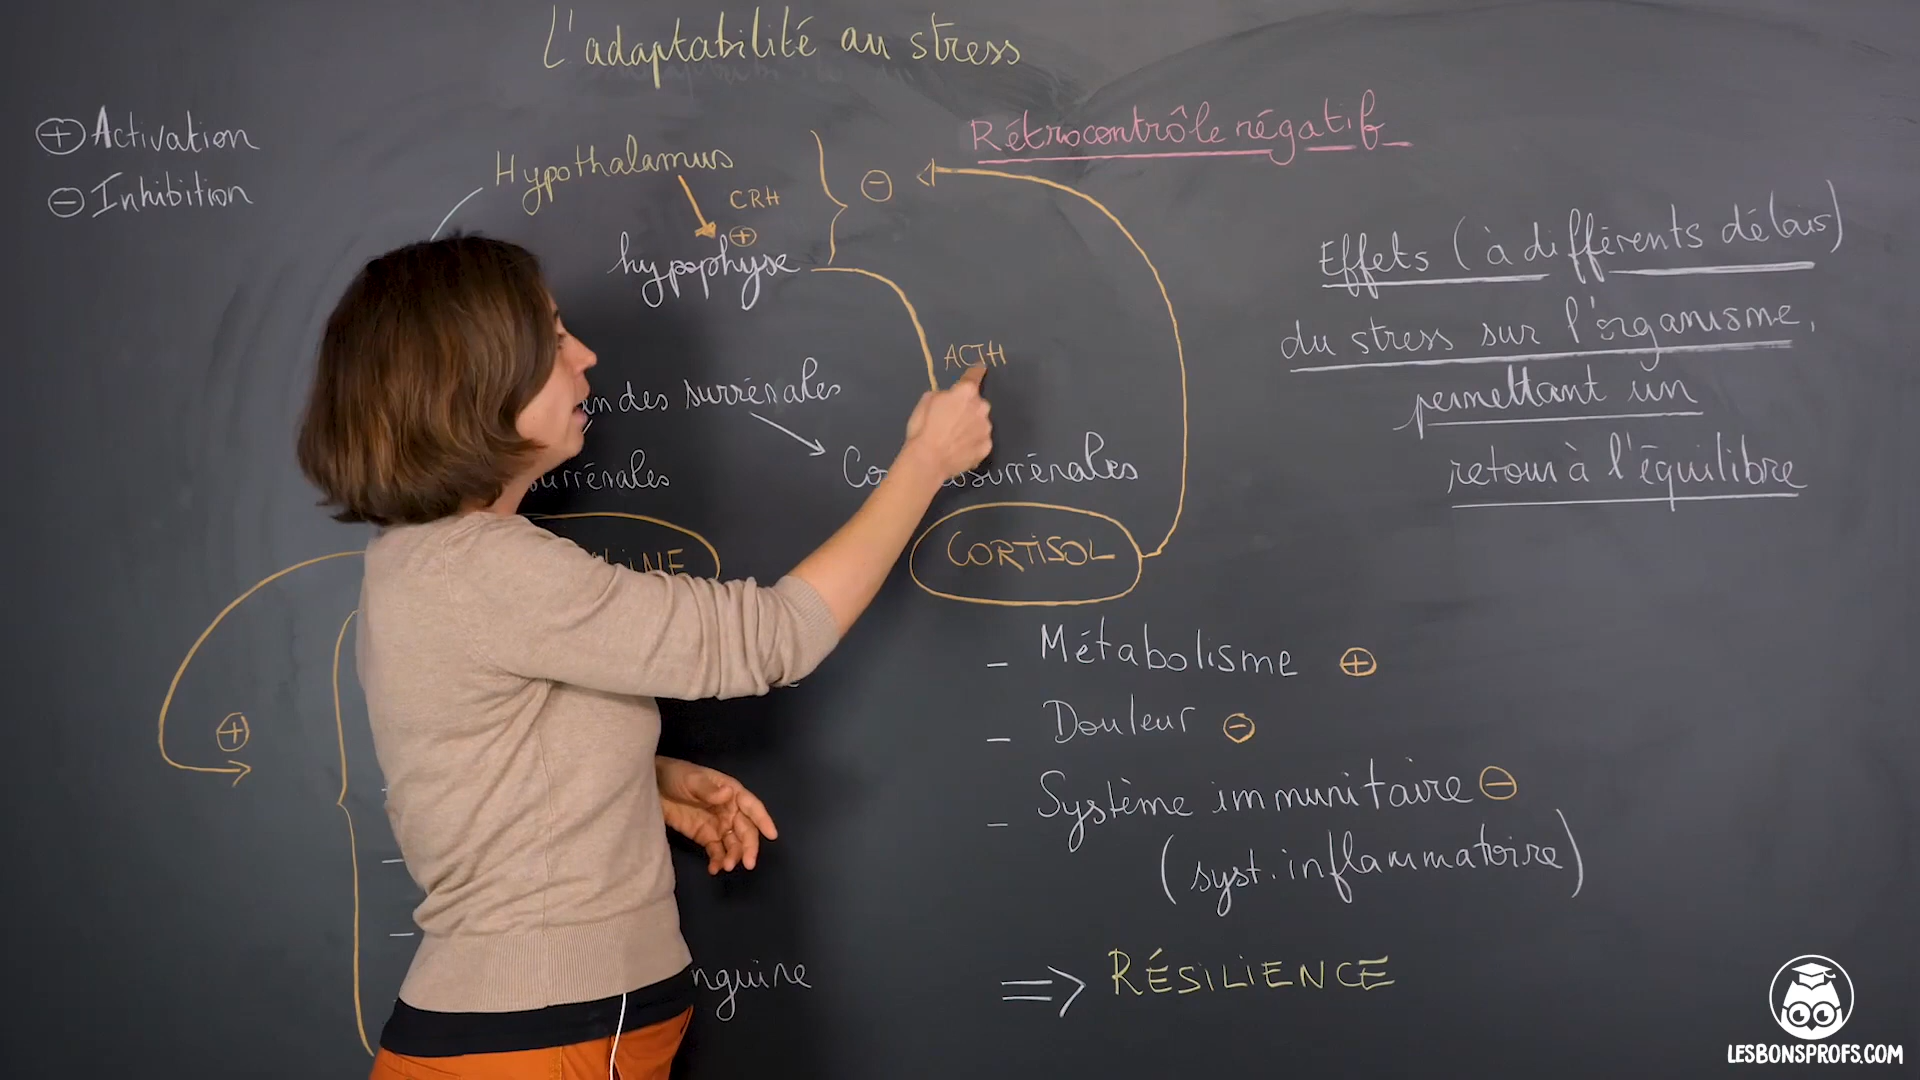 L'adaptabilité au stress
⊕ Activation
⊖ Inhibition
Rétrocontrôle négatif
Hypothalamus
⊖
CRH
⊕
hypophyse
Effets (à différents délais)
du stress sur l'organisme,
permettant un
retour à l'équilibre
ACTH
des surrénales
surrénales
CORTISOL
- Métabolisme ⊕
- Douleur ⊖
⊕
- Système immunitaire ⊖
(syst. inflammatoire)
⇒ RÉSILIENCE
LESBONSPROFS.COM